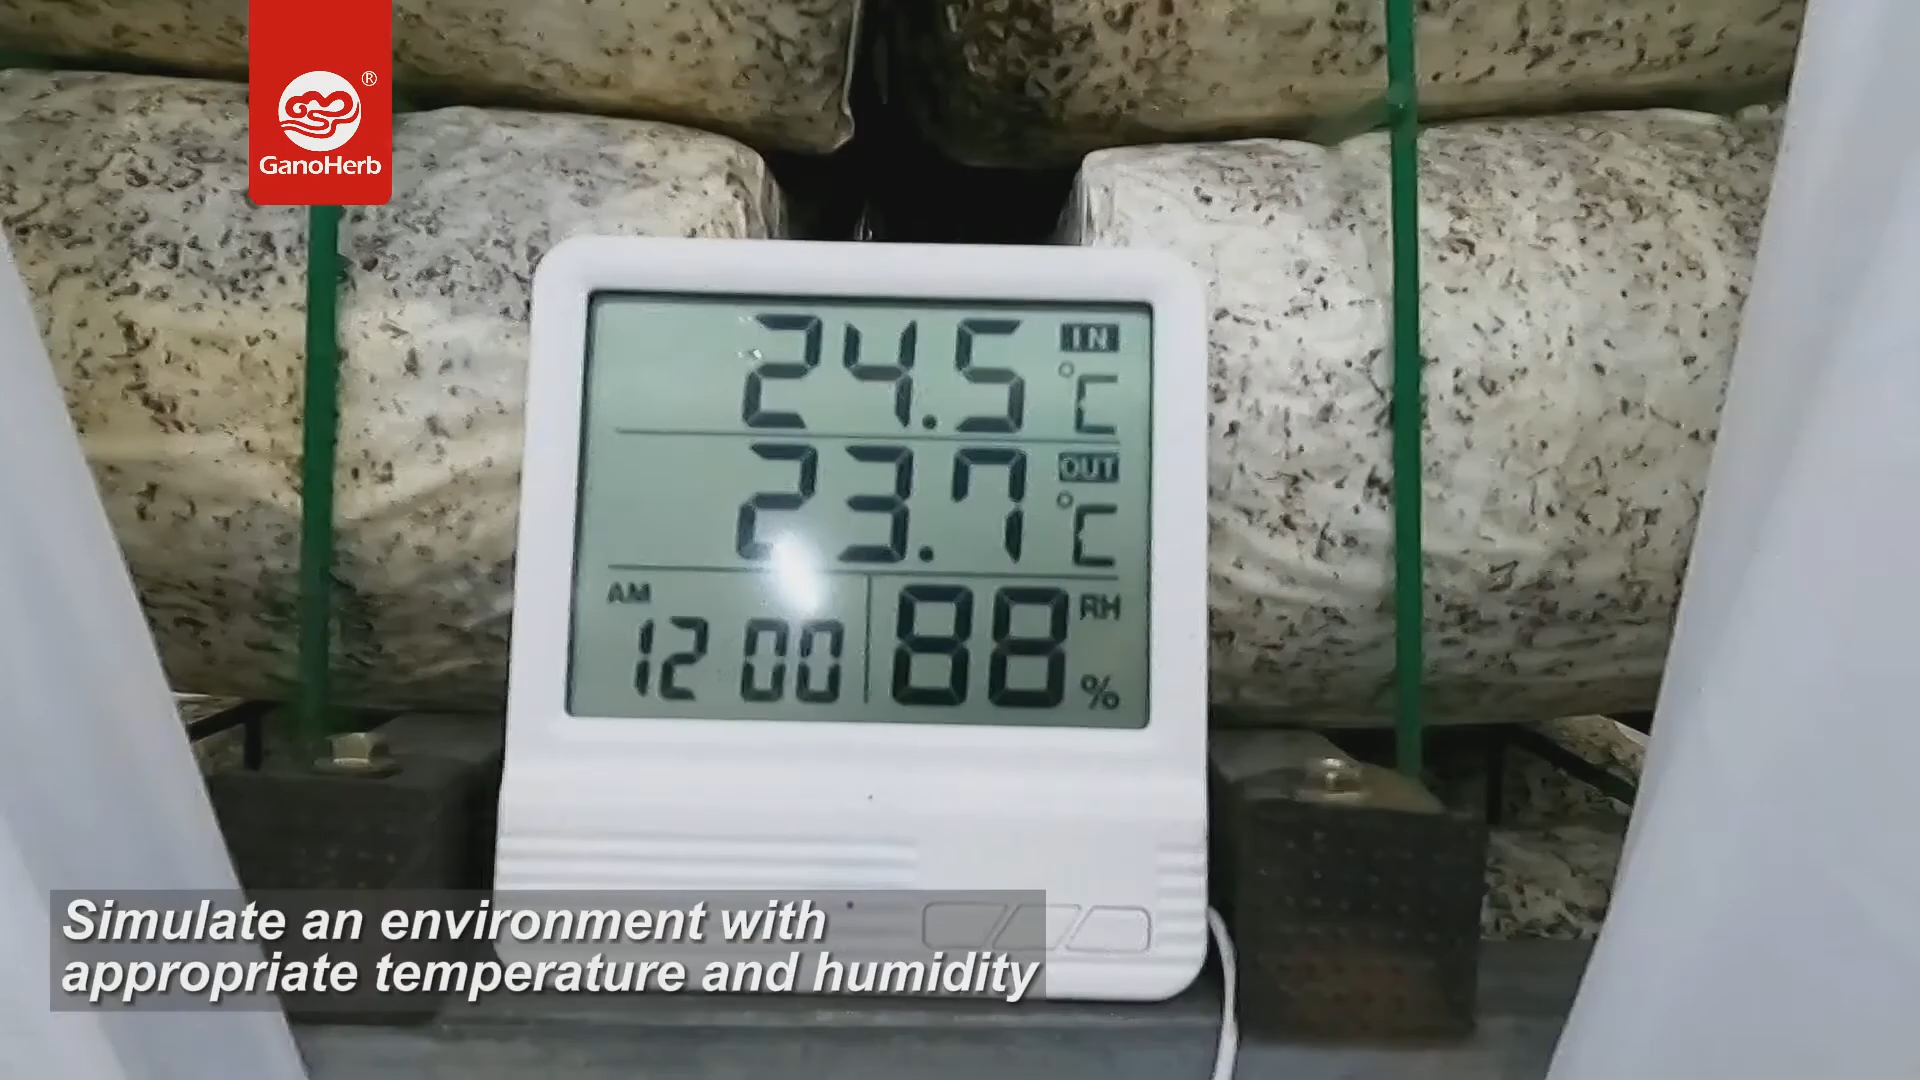 GSP
®
GanoHerb
24.5 IN °C
23.7 OUT °C
AM 12 00
88 RH %
Simulate an environment with
appropriate temperature and humidity